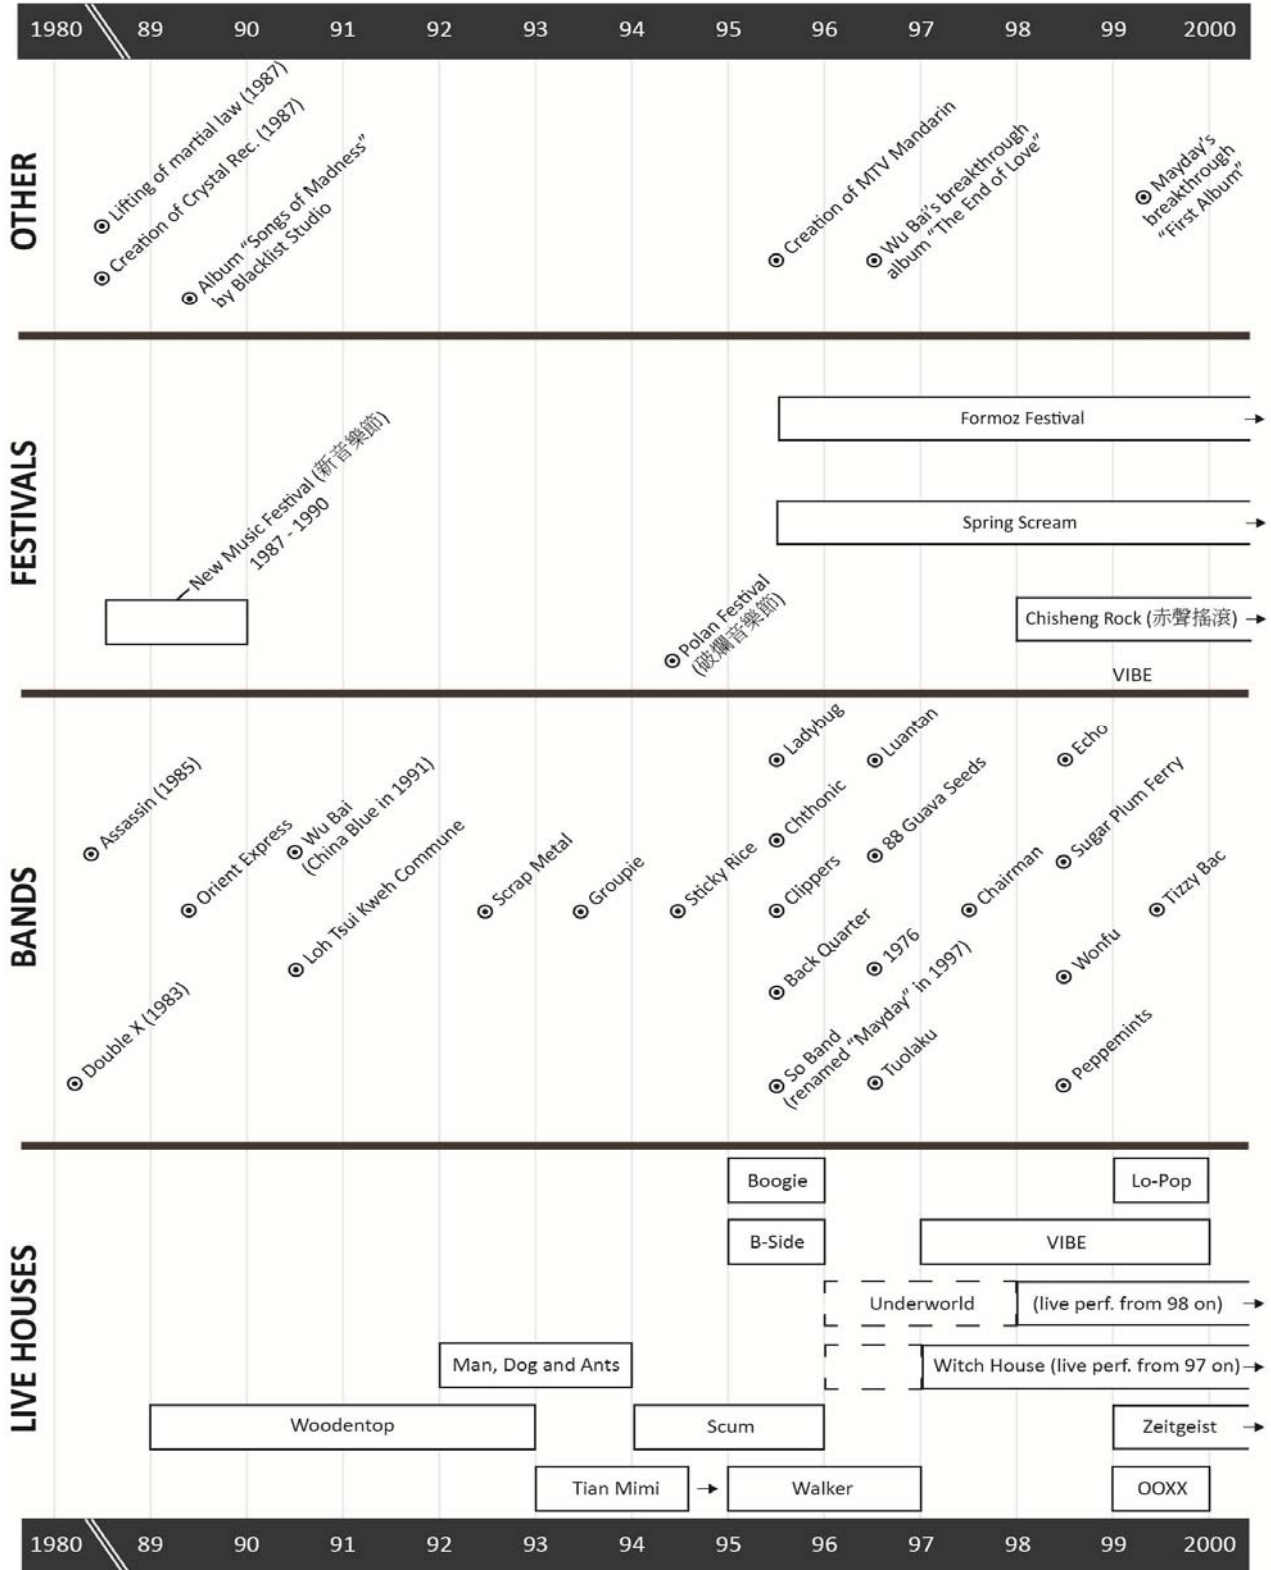 1980 89 90 91 92 93 94 95 96 97 98 99 2000
OTHER
Lifting of martial law (1987)
Creation of Crystal Rec. (1987)
Album “Songs of Madness”
by Blacklist Studio
Creation of MTV Mandarin
Wu Bai's breakthrough
album “The End of Love”
Mayday's
breakthrough
“First Album”
FESTIVALS
Formoz Festival
Spring Scream
New Music Festival (新音樂節)
1987 - 1990
Polan Festival
(破爛音樂節)
Chisheng Rock (赤聲搖滾)
VIBE
BANDS
Assassin (1985)
Double X (1983)
Orient Express
Wu Bai
(China Blue in 1991)
Loh Tsui Kweh Commune
Scrap Metal
Groupie
Sticky Rice
Ladybug
Chthonic
Clippers
Back Quarter
So Band
(renamed “Mayday” in 1997)
Luantan
88 Guava Seeds
1976
Tuolaku
Chairman
Echo
Sugar Plum Ferry
Wonfu
Peppemints
Tizzy Bac
LIVE HOUSES
Boogie
Lo-Pop
B-Side
VIBE
Underworld (live perf. from 98 on)
Man, Dog and Ants
Witch House (live perf. from 97 on)
Woodentop
Scum
Zeitgeist
Tian Mimi
Walker
OOXX
1980 89 90 91 92 93 94 95 96 97 98 99 2000